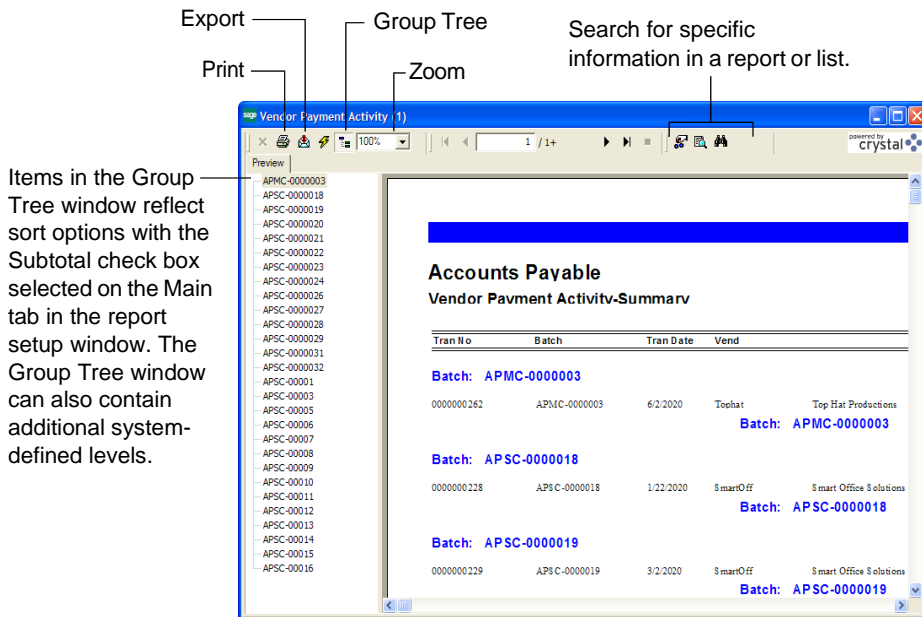 Export
Group Tree
Search for specific
information in a report or list.
Print
Zoom
Items in the Group
Tree window reflect
sort options with the
Subtotal check box
selected on the Main
tab in the report
setup window. The
Group Tree window
can also contain
additional system-
defined levels.
sage Vendor Payment Activity (1)
100% 1 / 1+ powered by crystal
Preview
APMC-0000003
APSC-0000018
APSC-0000019
APSC-0000020
APSC-0000021
APSC-0000022
APSC-0000023
APSC-0000024
APSC-0000026
APSC-0000027
APSC-0000028
APSC-0000029
APSC-0000031
APSC-0000032
APSC-00001
APSC-00003
APSC-00005
APSC-00006
APSC-00007
APSC-00008
APSC-00009
APSC-00010
APSC-00011
APSC-00012
APSC-00013
APSC-00014
APSC-00015
APSC-00016
Accounts Payable
Vendor Payment Activity-Summary
Tran No Batch Tran Date Vend
Batch: APMC-0000003
0000000262 APMC-0000003 6/2/2020 Tophat Top Hat Productions
Batch: APMC-0000003
Batch: APSC-0000018
0000000228 APSC-0000018 1/22/2020 SmartOff Smart Office Solutions
Batch: APSC-0000018
Batch: APSC-0000019
0000000229 APSC-0000019 3/2/2020 SmartOff Smart Office Solutions
Batch: APSC-0000019